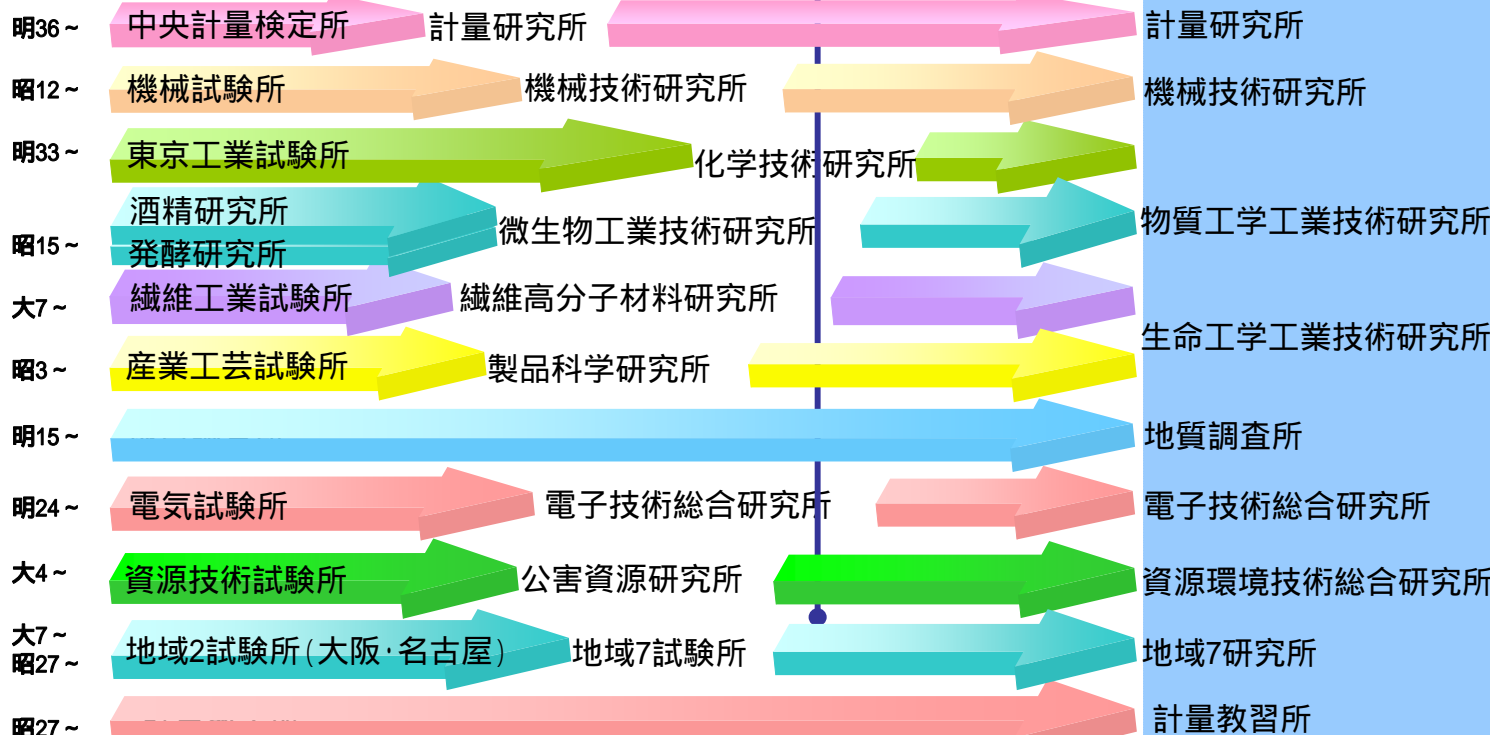 明36～ 中央計量検定所 計量研究所 計量研究所
昭12～ 機械試験所 機械技術研究所 機械技術研究所
明33～ 東京工業試験所 化学技術研究所
酒精研究所
昭15～ 発酵研究所 微生物工業技術研究所 物質工学工業技術研究所
大7～ 繊維工業試験所 繊維高分子材料研究所
生命工学工業技術研究所
昭3～ 産業工芸試験所 製品科学研究所
明15～ 地質調査所
明24～ 電気試験所 電子技術総合研究所 電子技術総合研究所
大4～ 資源技術試験所 公害資源研究所 資源環境技術総合研究所
大7～
昭27～ 地域2試験所(大阪・名古屋) 地域7試験所 地域7研究所
昭27～ 計量教習所